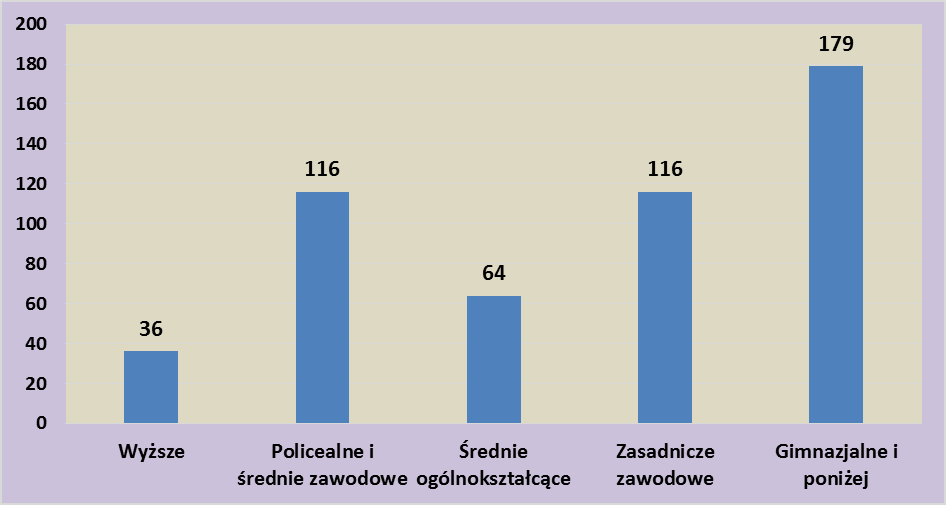 200
180
160
140
120
100
80
60
40
20
0
36
116
64
116
179
Wyższe
Policealne i
średnie zawodowe
Średnie
ogólnokształcące
Zasadnicze
zawodowe
Gimnazjalne i
poniżej